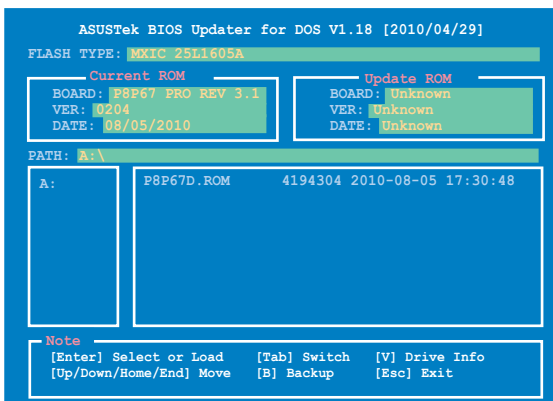 ASUSTek BIOS Updater for DOS V1.18 [2010/04/29]
FLASH TYPE: MXIC 25L1605A
Current ROM
BOARD: P8P67 PRO REV 3.1
VER: 0204
DATE: 08/05/2010
Update ROM
BOARD: Unknown
VER: Unknown
DATE: Unknown
PATH: A:\
A:
P8P67D.ROM 4194304 2010-08-05 17:30:48
Note
[Enter] Select or Load [Tab] Switch [V] Drive Info
[Up/Down/Home/End] Move [B] Backup [Esc] Exit